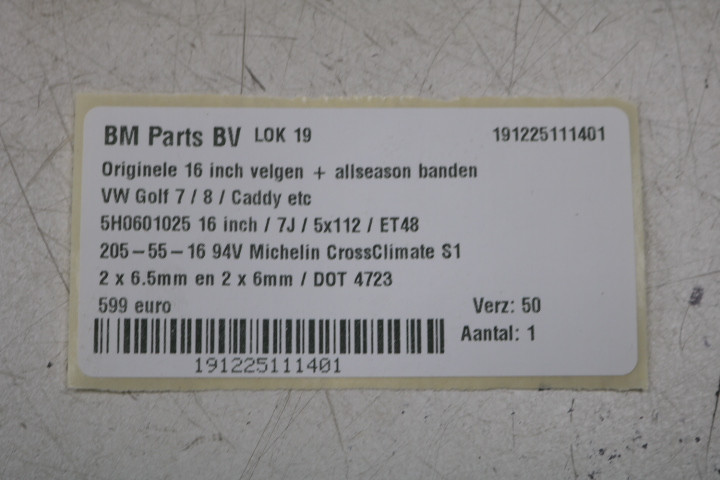 BM Parts BV LOK 19 191225111401
Originele 16 inch velgen + allseason banden
VW Golf 7 / 8 / Caddy etc
5H0601025 16 inch / 7J / 5x112 / ET48
205-55-16 94V Michelin CrossClimate S1
2 x 6.5mm en 2 x 6mm / DOT 4723
599 euro Verz: 50
Aantal: 1
191225111401